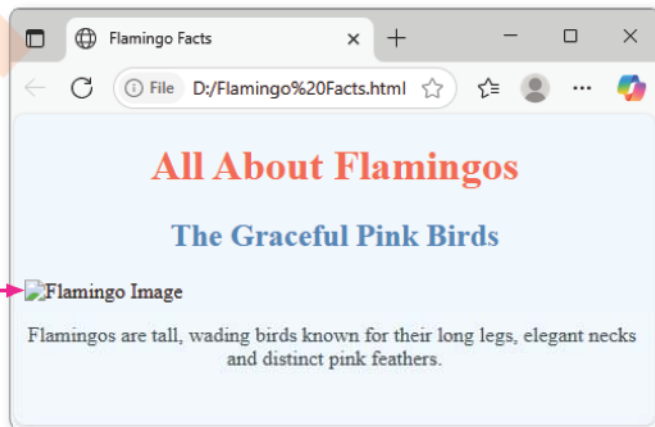 Flamingo Facts
File D:/Flamingo%20Facts.html
All About Flamingos
The Graceful Pink Birds
Flamingo Image
Flamingos are tall, wading birds known for their long legs, elegant necks
and distinct pink feathers.